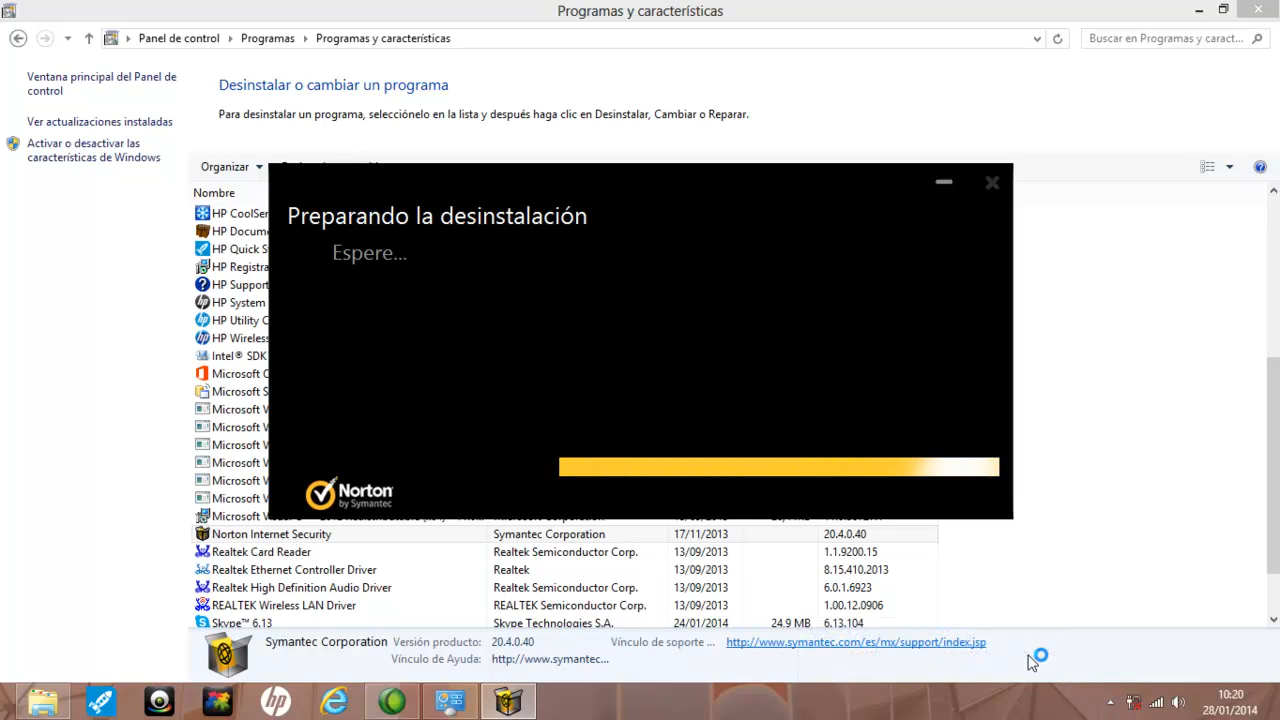 Programas y características
Panel de control Programas Programas y características
Buscar en Programas y caract...
Ventana principal del Panel de
control
Ver actualizaciones instaladas
Activar o desactivar las
características de Windows
Desinstalar o cambiar un programa
Para desinstalar un programa, selecciónelo en la lista y después haga clic en Desinstalar, Cambiar o Reparar.
Organizar
Nombre
HP CoolSen
HP Docum
HP Quick S
HP Registra
HP Support
HP System
HP Utility C
HP Wireless
Intel® SDK
Microsoft
Microsoft S
Microsoft V
Microsoft V
Microsoft V
Microsoft V
Microsoft V
Microsoft V
Microsoft
Preparando la desinstalación
Espere...
Norton
by Symantec
Norton Internet Security Symantec Corporation 17/11/2013 20.4.0.40
Realtek Card Reader Realtek Semiconductor Corp. 13/09/2013 1.1.9200.15
Realtek Ethernet Controller Driver Realtek 13/09/2013 8.15.410.2013
Realtek High Definition Audio Driver Realtek Semiconductor Corp. 13/09/2013 6.0.1.6923
REALTEK Wireless LAN Driver REALTEK Semiconductor Corp. 13/09/2013 1.00.12.0906
Skype™ 6.13 Skype Technologies S.A. 24/01/2014 24.9 MB 6.13.104
Symantec Corporation Versión producto: 20.4.0.40 Vínculo de soporte ... http://www.symantec.com/es/mx/support/index.jsp
Vínculo de Ayuda: http://www.symantec...
10:20
28/01/2014